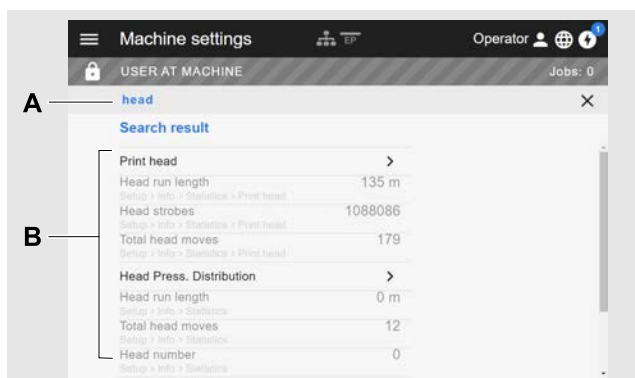 Machine settings EP Operator 1
USER AT MACHINE Jobs: 0
A head
Search result
Print head
Head run length 135 m
Setup > Info > Statistics > Print head
Head strobes 1088086
Setup > Info > Statistics > Print head
Total head moves 179
Setup > Info > Statistics > Print head
B
Head Press. Distribution
Head run length 0 m
Setup > Info > Statistics
Total head moves 12
Setup > Info > Statistics
Head number 0
Setup > Info > Statistics